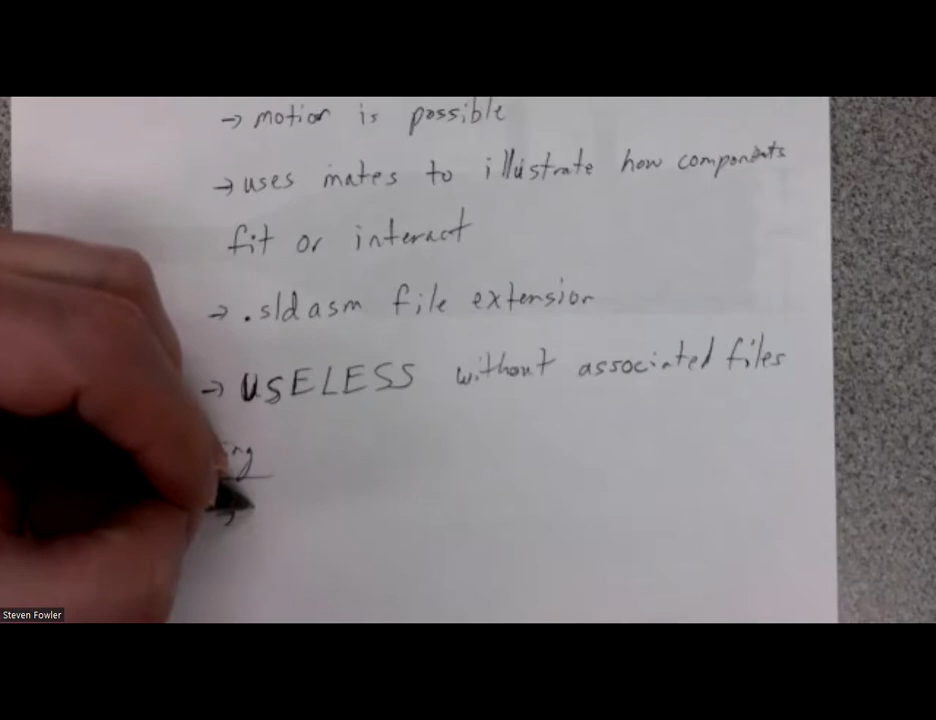 → motion is possible
→ uses mates to illustrate how components
fit or interact
→ .sldasm file extension
→ USELESS without associated files
ing
→
Steven Fowler